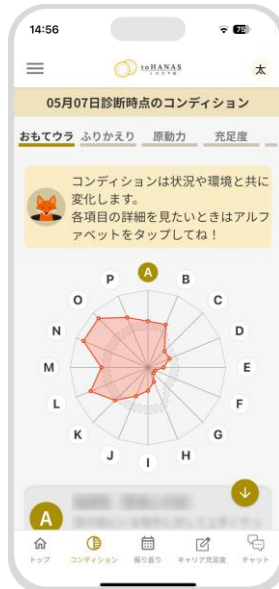 14:56
75
toHANAS
太
05月07日診断時点のコンディション
おもてウラ ふりかえり 原動力 充足度
コンディションは状況や環境と共に
変化します。
各項目の詳細を見たいときはアルフ
ァベットをタップしてね！
A
B
C
D
E
F
G
H
I
J
K
L
M
N
O
P
A
トップ コンディション 振り返り キャリア充足度 チャット